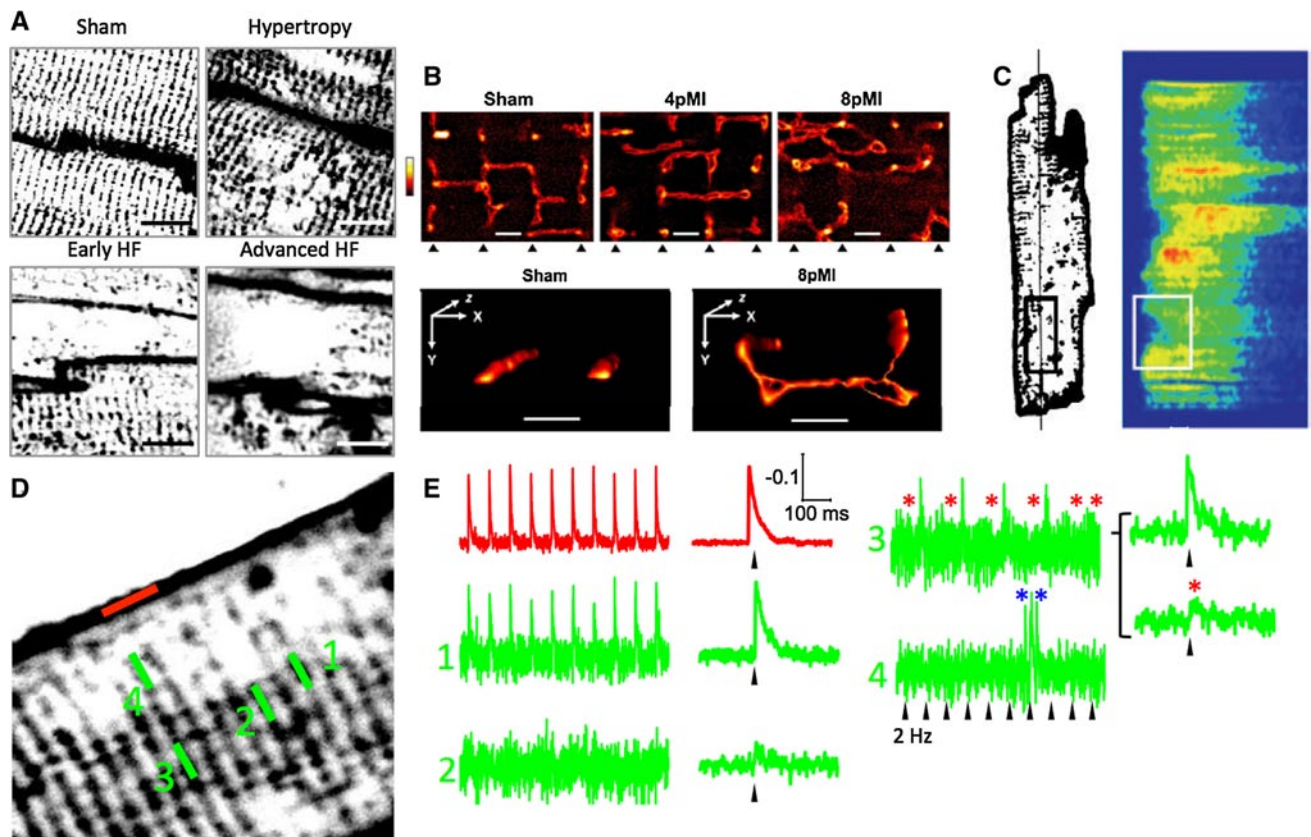 A
Sham
Hypertropy
Early HF
Advanced HF
B
Sham
4pMI
8pMI
Sham
8pMI
Z
X
Y
Z
X
Y
C
D
1
2
3
4
E
-0.1
100 ms
1
2
3
*
*
*
*
*
*
*
*
*
4
2 Hz